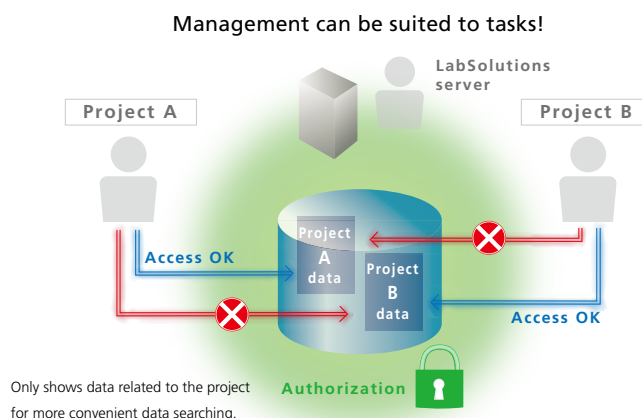 Management can be suited to tasks!
LabSolutions
server
Project A
Project B
Project
A
data
Access OK
Project
B
data
Access OK
Authorization
Only shows data related to the project
for more convenient data searching.